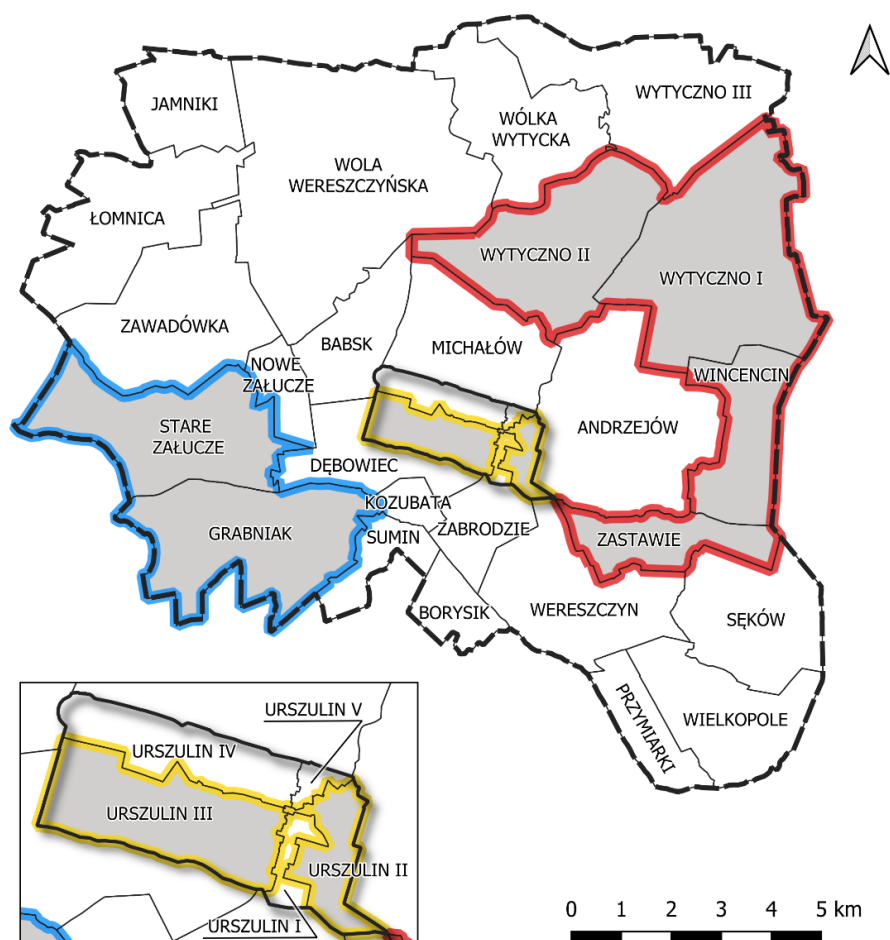 JAMNIKI
WYTYCZNO III
WÓLKA
WYTYCKA
WOLA
WERESZCZYŃSKA
ŁOMNICA
WYTYCZNO II
WYTYCZNO I
ZAWADÓWKA
BABSK
MICHAŁÓW
NOWE
ZAŁUCZE
WINCENCIN
STARE
ZAŁUCZE
ANDRZEJÓW
DĘBOWIEC
KOZUBATA
GRABNIAK
SUMIN
ZABRODZIE
ZASTAWIE
BORYSIK
WERESZCZYN
SĘKÓW
PRZYMIARKI
WIELKOPOLE
URSZULIN V
URSZULIN IV
URSZULIN III
URSZULIN II
URSZULIN I
0 1 2 3 4 5 km